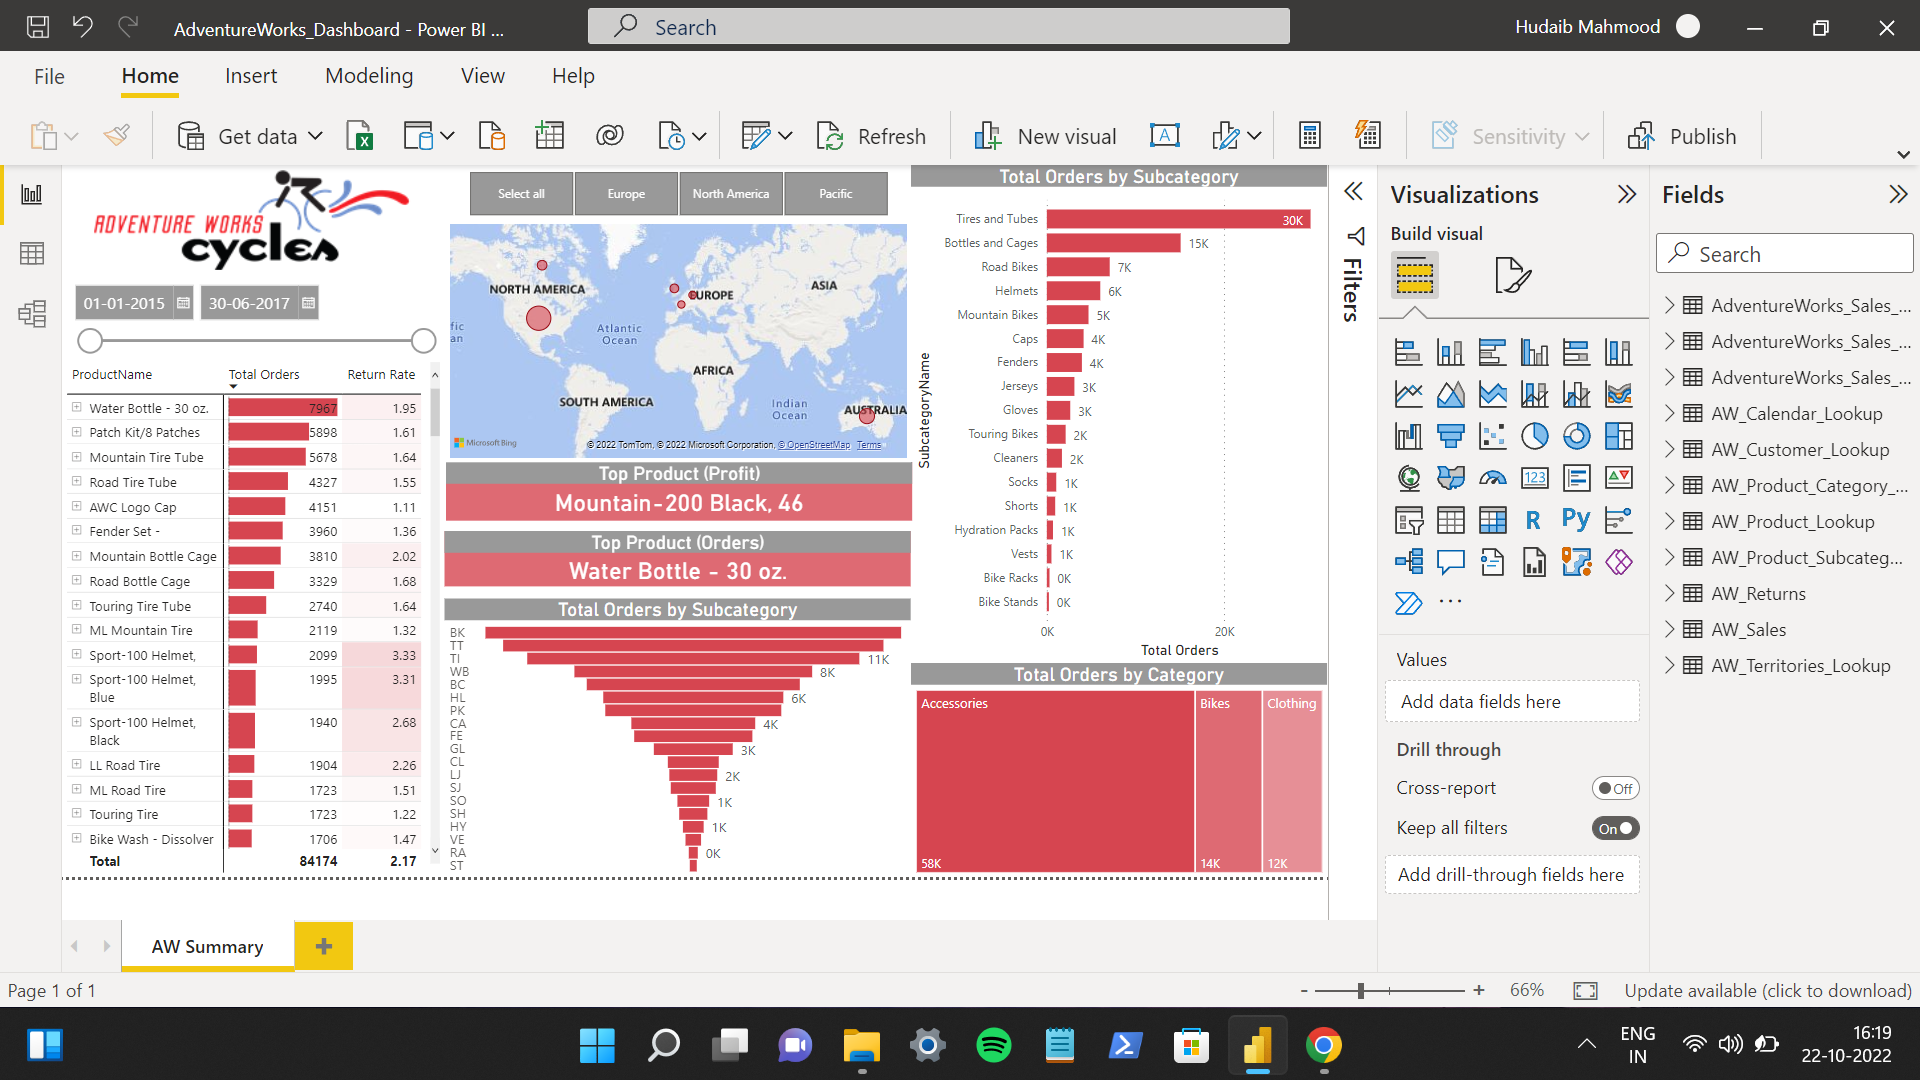 AdventureWorks_Dashboard - Power BI ...
Search
Hudaib Mahmood
File
Home
Insert
Modeling
View
Help
Get data
Refresh
New visual
Sensitivity
Publish
ADVENTURE WORKS
cycles
01-01-2015
30-06-2017
ProductName Total Orders Return Rate
Water Bottle - 30 oz. 7967 1.95
Patch Kit/8 Patches 5898 1.61
Mountain Tire Tube 5678 1.64
Road Tire Tube 4327 1.55
AWC Logo Cap 4151 1.11
Fender Set - 3960 1.36
Mountain Bottle Cage 3810 2.02
Road Bottle Cage 3329 1.68
Touring Tire Tube 2740 1.64
ML Mountain Tire 2119 1.32
Sport-100 Helmet, 2099 3.33
Sport-100 Helmet, 1995 3.31
Blue
Sport-100 Helmet, 1940 2.68
Black
LL Road Tire 1904 2.26
ML Road Tire 1723 1.51
Touring Tire 1723 1.22
Bike Wash - Dissolver 1706 1.47
Total 84174 2.17
Select all
Europe
North America
Pacific
NORTH AMERICA
EUROPE
ASIA
fic
an
Atlantic
Ocean
AFRICA
SOUTH AMERICA
Indian
Ocean
AUSTRALIA
Microsoft Bing
© 2022 TomTom, © 2022 Microsoft Corporation, © OpenStreetMap Terms
Top Product (Profit)
Mountain-200 Black, 46
Top Product (Orders)
Water Bottle - 30 oz.
Total Orders by Subcategory
BK
TT
TI 11K
WB 8K
BC
HL 6K
PK
CA 4K
FE
GL 3K
CL
LJ 2K
SJ
SO 1K
SH
HY 1K
VE
RA 0K
ST
Total Orders by Subcategory
SubcategoryName
Tires and Tubes 30K
Bottles and Cages 15K
Road Bikes 7K
Helmets 6K
Mountain Bikes 5K
Caps 4K
Fenders 4K
Jerseys 3K
Gloves 3K
Touring Bikes 2K
Cleaners 2K
Socks 1K
Shorts 1K
Hydration Packs 1K
Vests 1K
Bike Racks 0K
Bike Stands 0K
0K 20K
Total Orders
Total Orders by Category
Accessories Bikes Clothing
58K 14K 12K
Filters
Visualizations
Build visual
R
Py
123
...
Values
Add data fields here
Drill through
Cross-report Off
Keep all filters On
Add drill-through fields here
Fields
Search
AdventureWorks_Sales_...
AdventureWorks_Sales_...
AdventureWorks_Sales_...
AW_Calendar_Lookup
AW_Customer_Lookup
AW_Product_Category_...
AW_Product_Lookup
AW_Product_Subcateg...
AW_Returns
AW_Sales
AW_Territories_Lookup
AW Summary
Page 1 of 1
- + 66%
Update available (click to download)
ENG
IN
16:19
22-10-2022